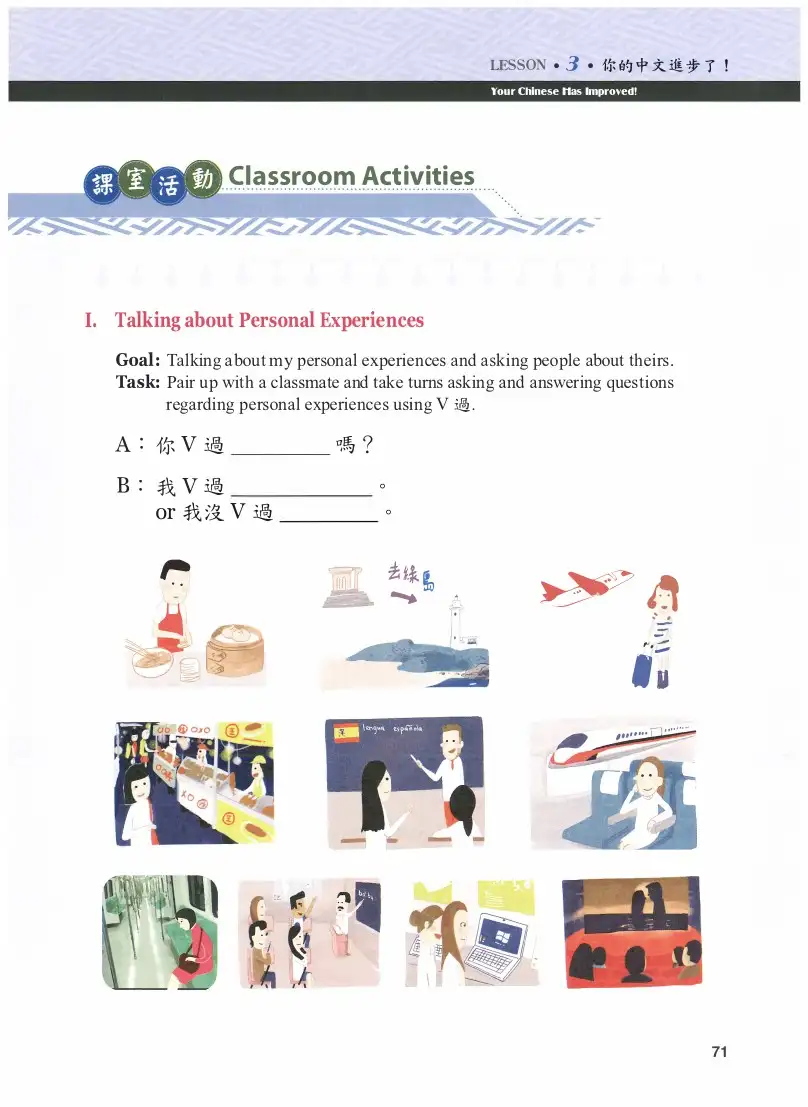 LESSON • 3 • 你的中文進步了！
Your Chinese Has Improved!
課室活動 Classroom Activities
I. Talking about Personal Experiences
Goal: Talking about my personal experiences and asking people about theirs.
Task: Pair up with a classmate and take turns asking and answering questions
regarding personal experiences using V 過.
A：你 V 過 __________ 嗎？
B：我 V 過 ______________。
or 我沒 V 過 __________。
去綠島
lengua española
71